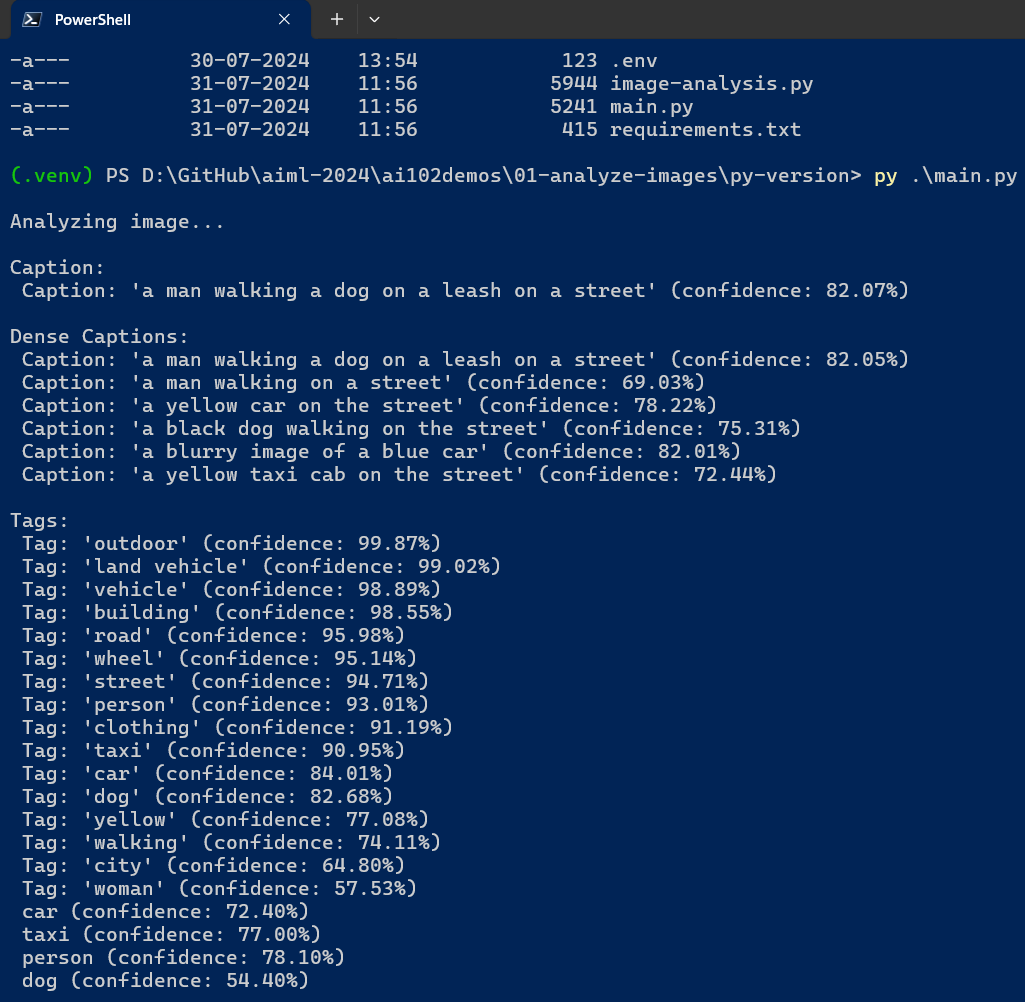 PowerShell
-a--- 30-07-2024 13:54 123 .env
-a--- 31-07-2024 11:56 5944 image-analysis.py
-a--- 31-07-2024 11:56 5241 main.py
-a--- 31-07-2024 11:56 415 requirements.txt
(.venv) PS D:\GitHub\aiml-2024\ai102demos\01-analyze-images\py-version> py .\main.py
Analyzing image...
Caption:
Caption: 'a man walking a dog on a leash on a street' (confidence: 82.07%)
Dense Captions:
Caption: 'a man walking a dog on a leash on a street' (confidence: 82.05%)
Caption: 'a man walking on a street' (confidence: 69.03%)
Caption: 'a yellow car on the street' (confidence: 78.22%)
Caption: 'a black dog walking on the street' (confidence: 75.31%)
Caption: 'a blurry image of a blue car' (confidence: 82.01%)
Caption: 'a yellow taxi cab on the street' (confidence: 72.44%)
Tags:
Tag: 'outdoor' (confidence: 99.87%)
Tag: 'land vehicle' (confidence: 99.02%)
Tag: 'vehicle' (confidence: 98.89%)
Tag: 'building' (confidence: 98.55%)
Tag: 'road' (confidence: 95.98%)
Tag: 'wheel' (confidence: 95.14%)
Tag: 'street' (confidence: 94.71%)
Tag: 'person' (confidence: 93.01%)
Tag: 'clothing' (confidence: 91.19%)
Tag: 'taxi' (confidence: 90.95%)
Tag: 'car' (confidence: 84.01%)
Tag: 'dog' (confidence: 82.68%)
Tag: 'yellow' (confidence: 77.08%)
Tag: 'walking' (confidence: 74.11%)
Tag: 'city' (confidence: 64.80%)
Tag: 'woman' (confidence: 57.53%)
car (confidence: 72.40%)
taxi (confidence: 77.00%)
person (confidence: 78.10%)
dog (confidence: 54.40%)